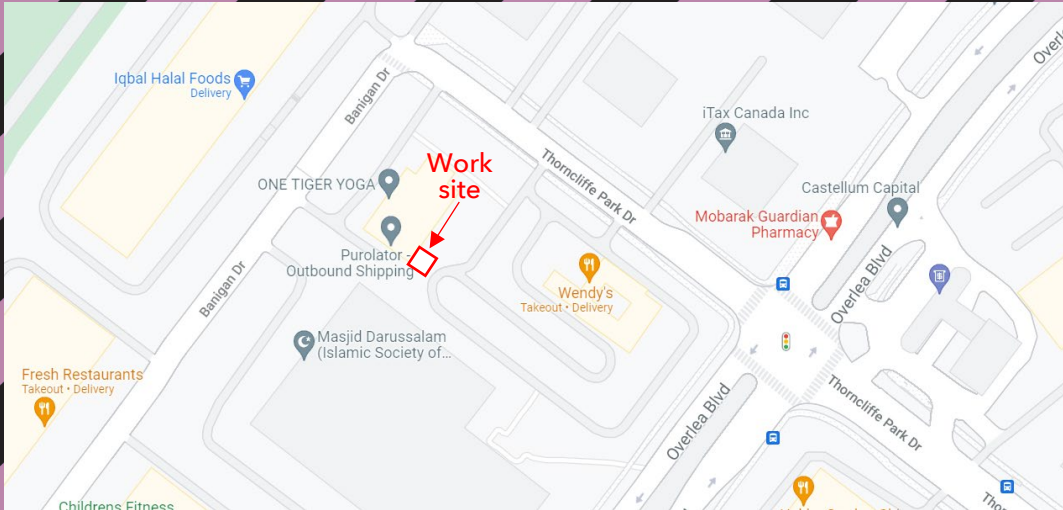 Iqbal Halal Foods
Delivery
Banigan Dr
Overlea
iTax Canada Inc
Work
site
Thorncliffe Park Dr
ONE TIGER YOGA
Castellum Capital
Mobarak Guardian
Pharmacy
Purolator -
Outbound Shipping
Banigan Dr
Wendy's
Takeout • Delivery
Overlea Blvd
Masjid Darussalam
(Islamic Society of...
Fresh Restaurants
Takeout • Delivery
Overlea Blvd
Thorncliffe Park Dr
Childrens Fitness